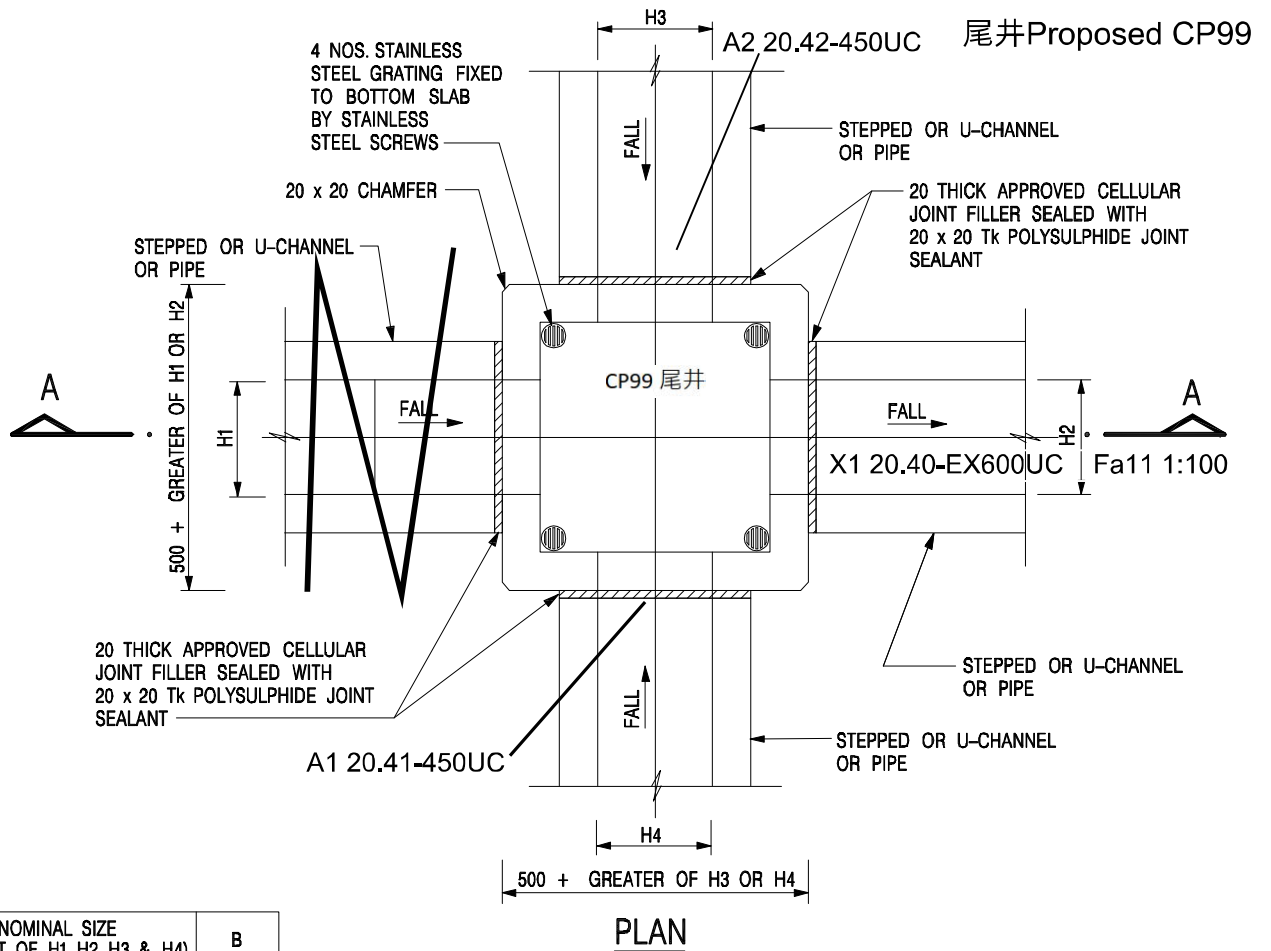 H3
A2 20.42-450UC
尾井Proposed CP99
4 NOS. STAINLESS
STEEL GRATING FIXED
TO BOTTOM SLAB
BY STAINLESS
STEEL SCREWS
FALL
STEPPED OR U-CHANNEL
OR PIPE
20 x 20 CHAMFER
20 THICK APPROVED CELLULAR
JOINT FILLER SEALED WITH
20 x 20 Tk POLYSULPHIDE JOINT
SEALANT
STEPPED OR U-CHANNEL
OR PIPE
500 + GREATER OF H1 OR H2
A
H1
FALL
CP99 尾井
FALL
H2
A
X1 20.40-EX600UC
Fa11 1:100
20 THICK APPROVED CELLULAR
JOINT FILLER SEALED WITH
20 x 20 Tk POLYSULPHIDE JOINT
SEALANT
STEPPED OR U-CHANNEL
OR PIPE
FALL
STEPPED OR U-CHANNEL
OR PIPE
A1 20.41-450UC
H4
500 + GREATER OF H3 OR H4
PLAN
NOMINAL SIZE
OF H1 H2 H3 & H4)
B